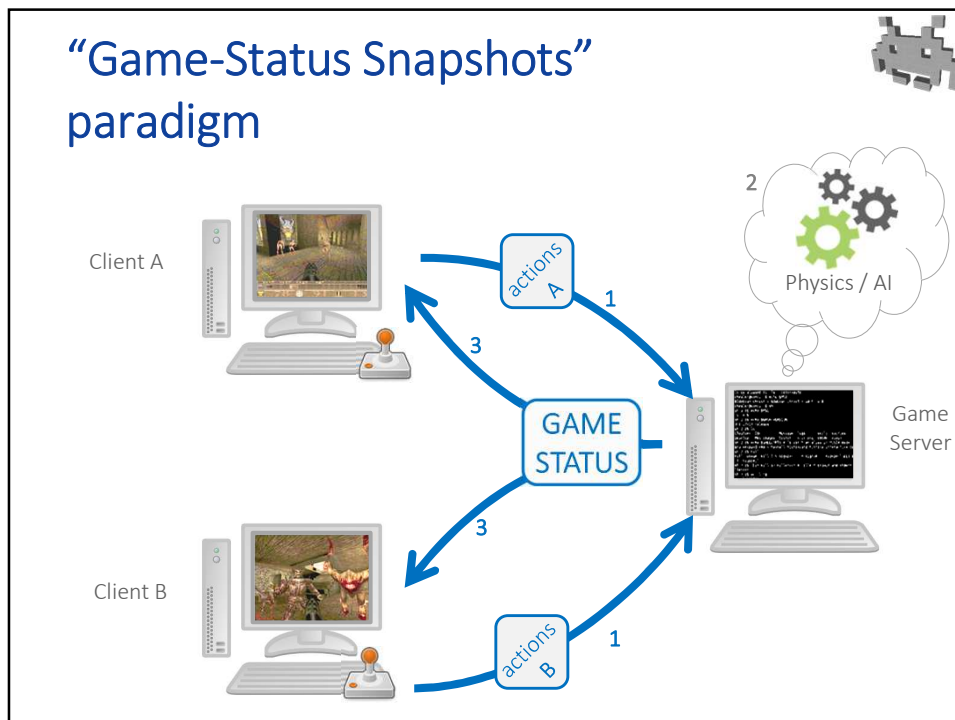 “Game-Status Snapshots”
paradigm
2
Physics / AI
Client A
actions
A
1
3
GAME
STATUS
Game
Server
3
Client B
actions
B
1